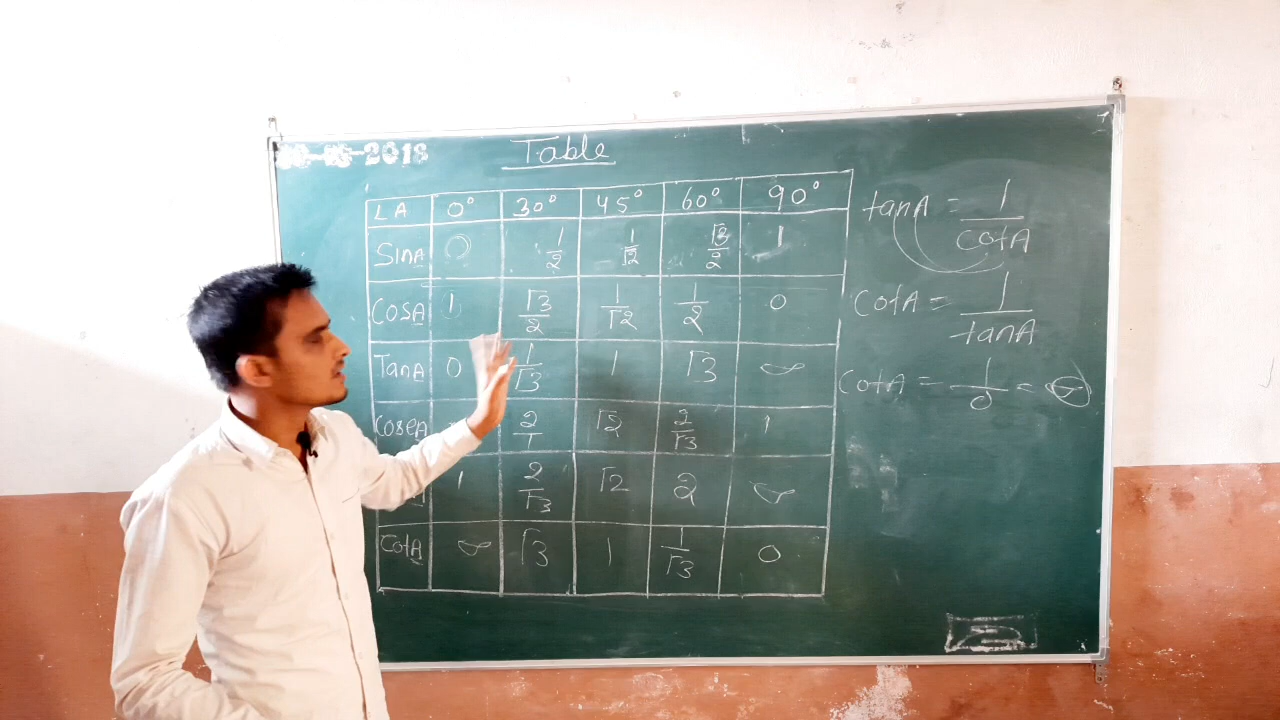 -2018
Table
∠A 0° 30° 45° 60° 90°
SinA 0 1/2 1/√2 √3/2 1
CosA 1 √3/2 1/√2 1/2 0
TanA 0 1/√3 1 √3 ∞
CosecA 2/1 √2 2/√3 1
1 2/√3 √2 2 ∞
CotA ∞ √3 1 1/√3 0
tanA = 1/cotA
CotA = 1/tanA
CotA = 1/0 = ∞